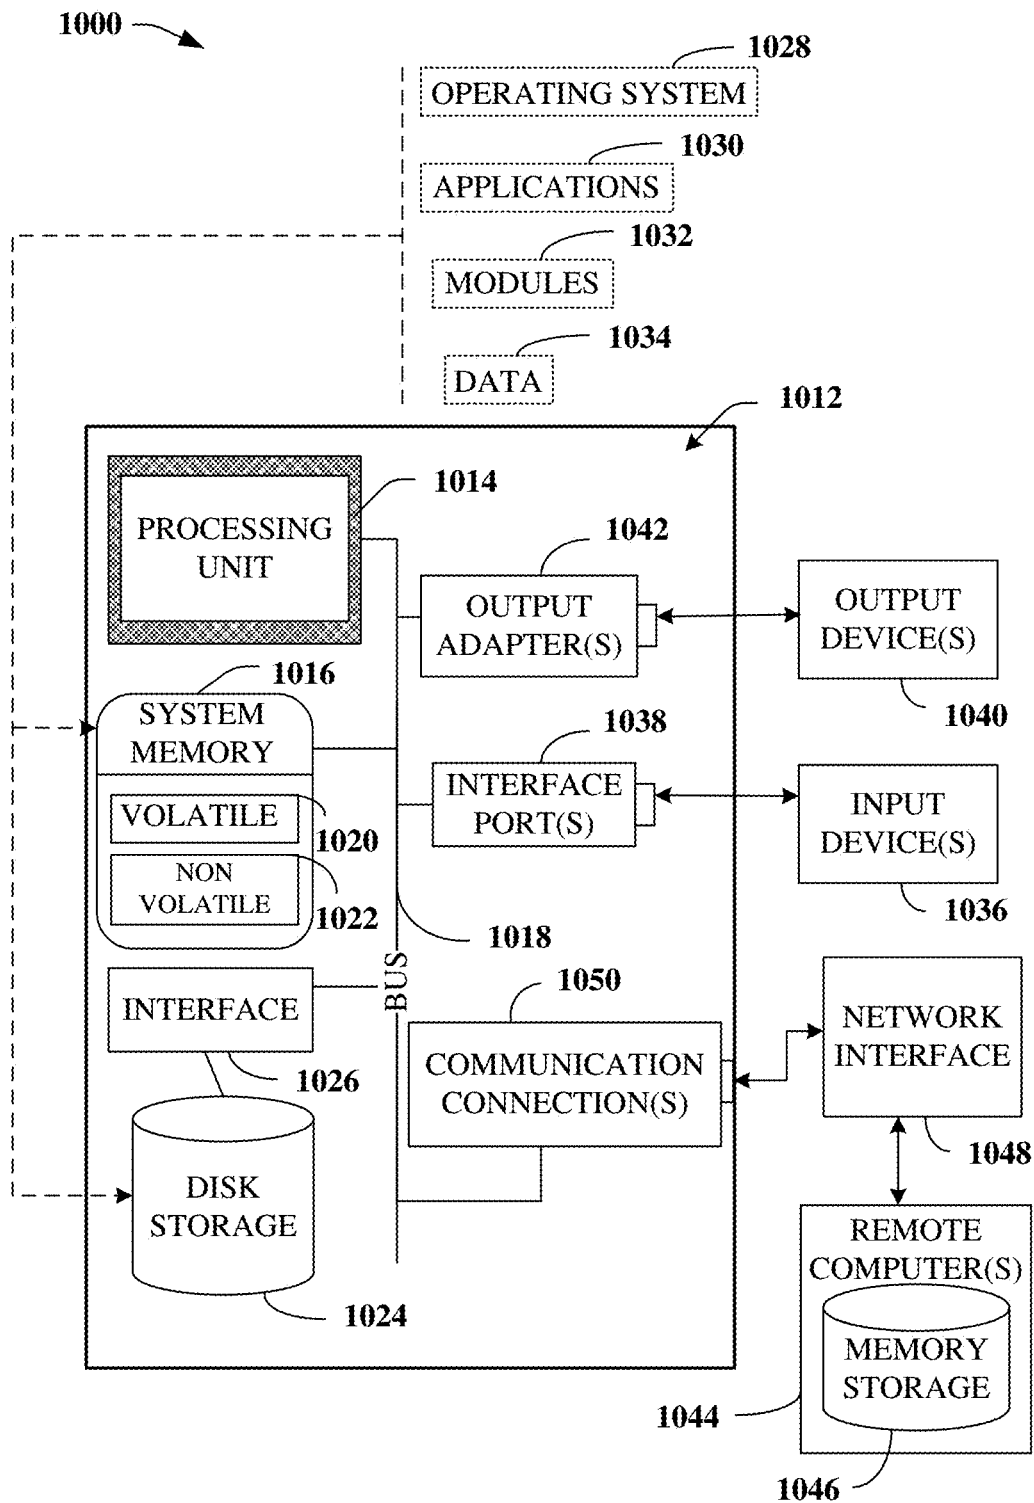 1000
1028
OPERATING SYSTEM
1030
APPLICATIONS
1032
MODULES
1034
DATA
1012
1014
PROCESSING
UNIT
1042
OUTPUT
ADAPTER(S)
OUTPUT
DEVICE(S)
1040
1016
SYSTEM
MEMORY
VOLATILE
1020
NON
VOLATILE
1022
1038
INTERFACE
PORT(S)
INPUT
DEVICE(S)
1036
1018
BUS
INTERFACE
1026
1050
COMMUNICATION
CONNECTION(S)
NETWORK
INTERFACE
1048
DISK
STORAGE
1024
REMOTE
COMPUTER(S)
MEMORY
STORAGE
1044
1046